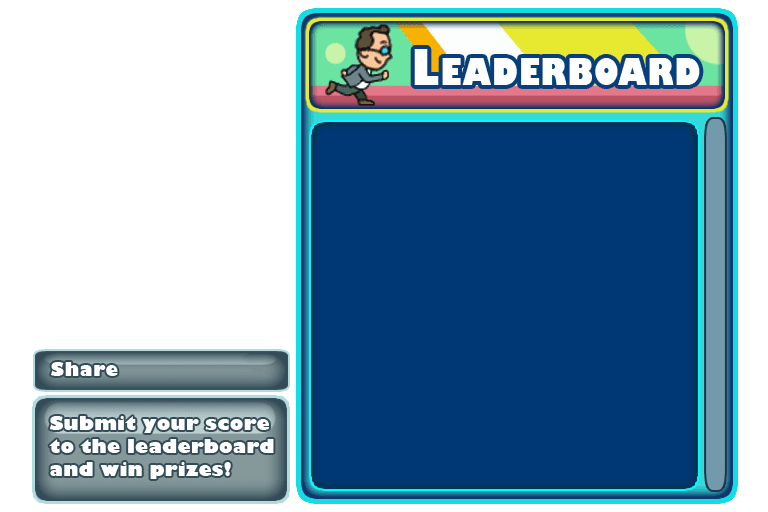 LEADERBOARD
Share
Submit your score
to the leaderboard
and win prizes!